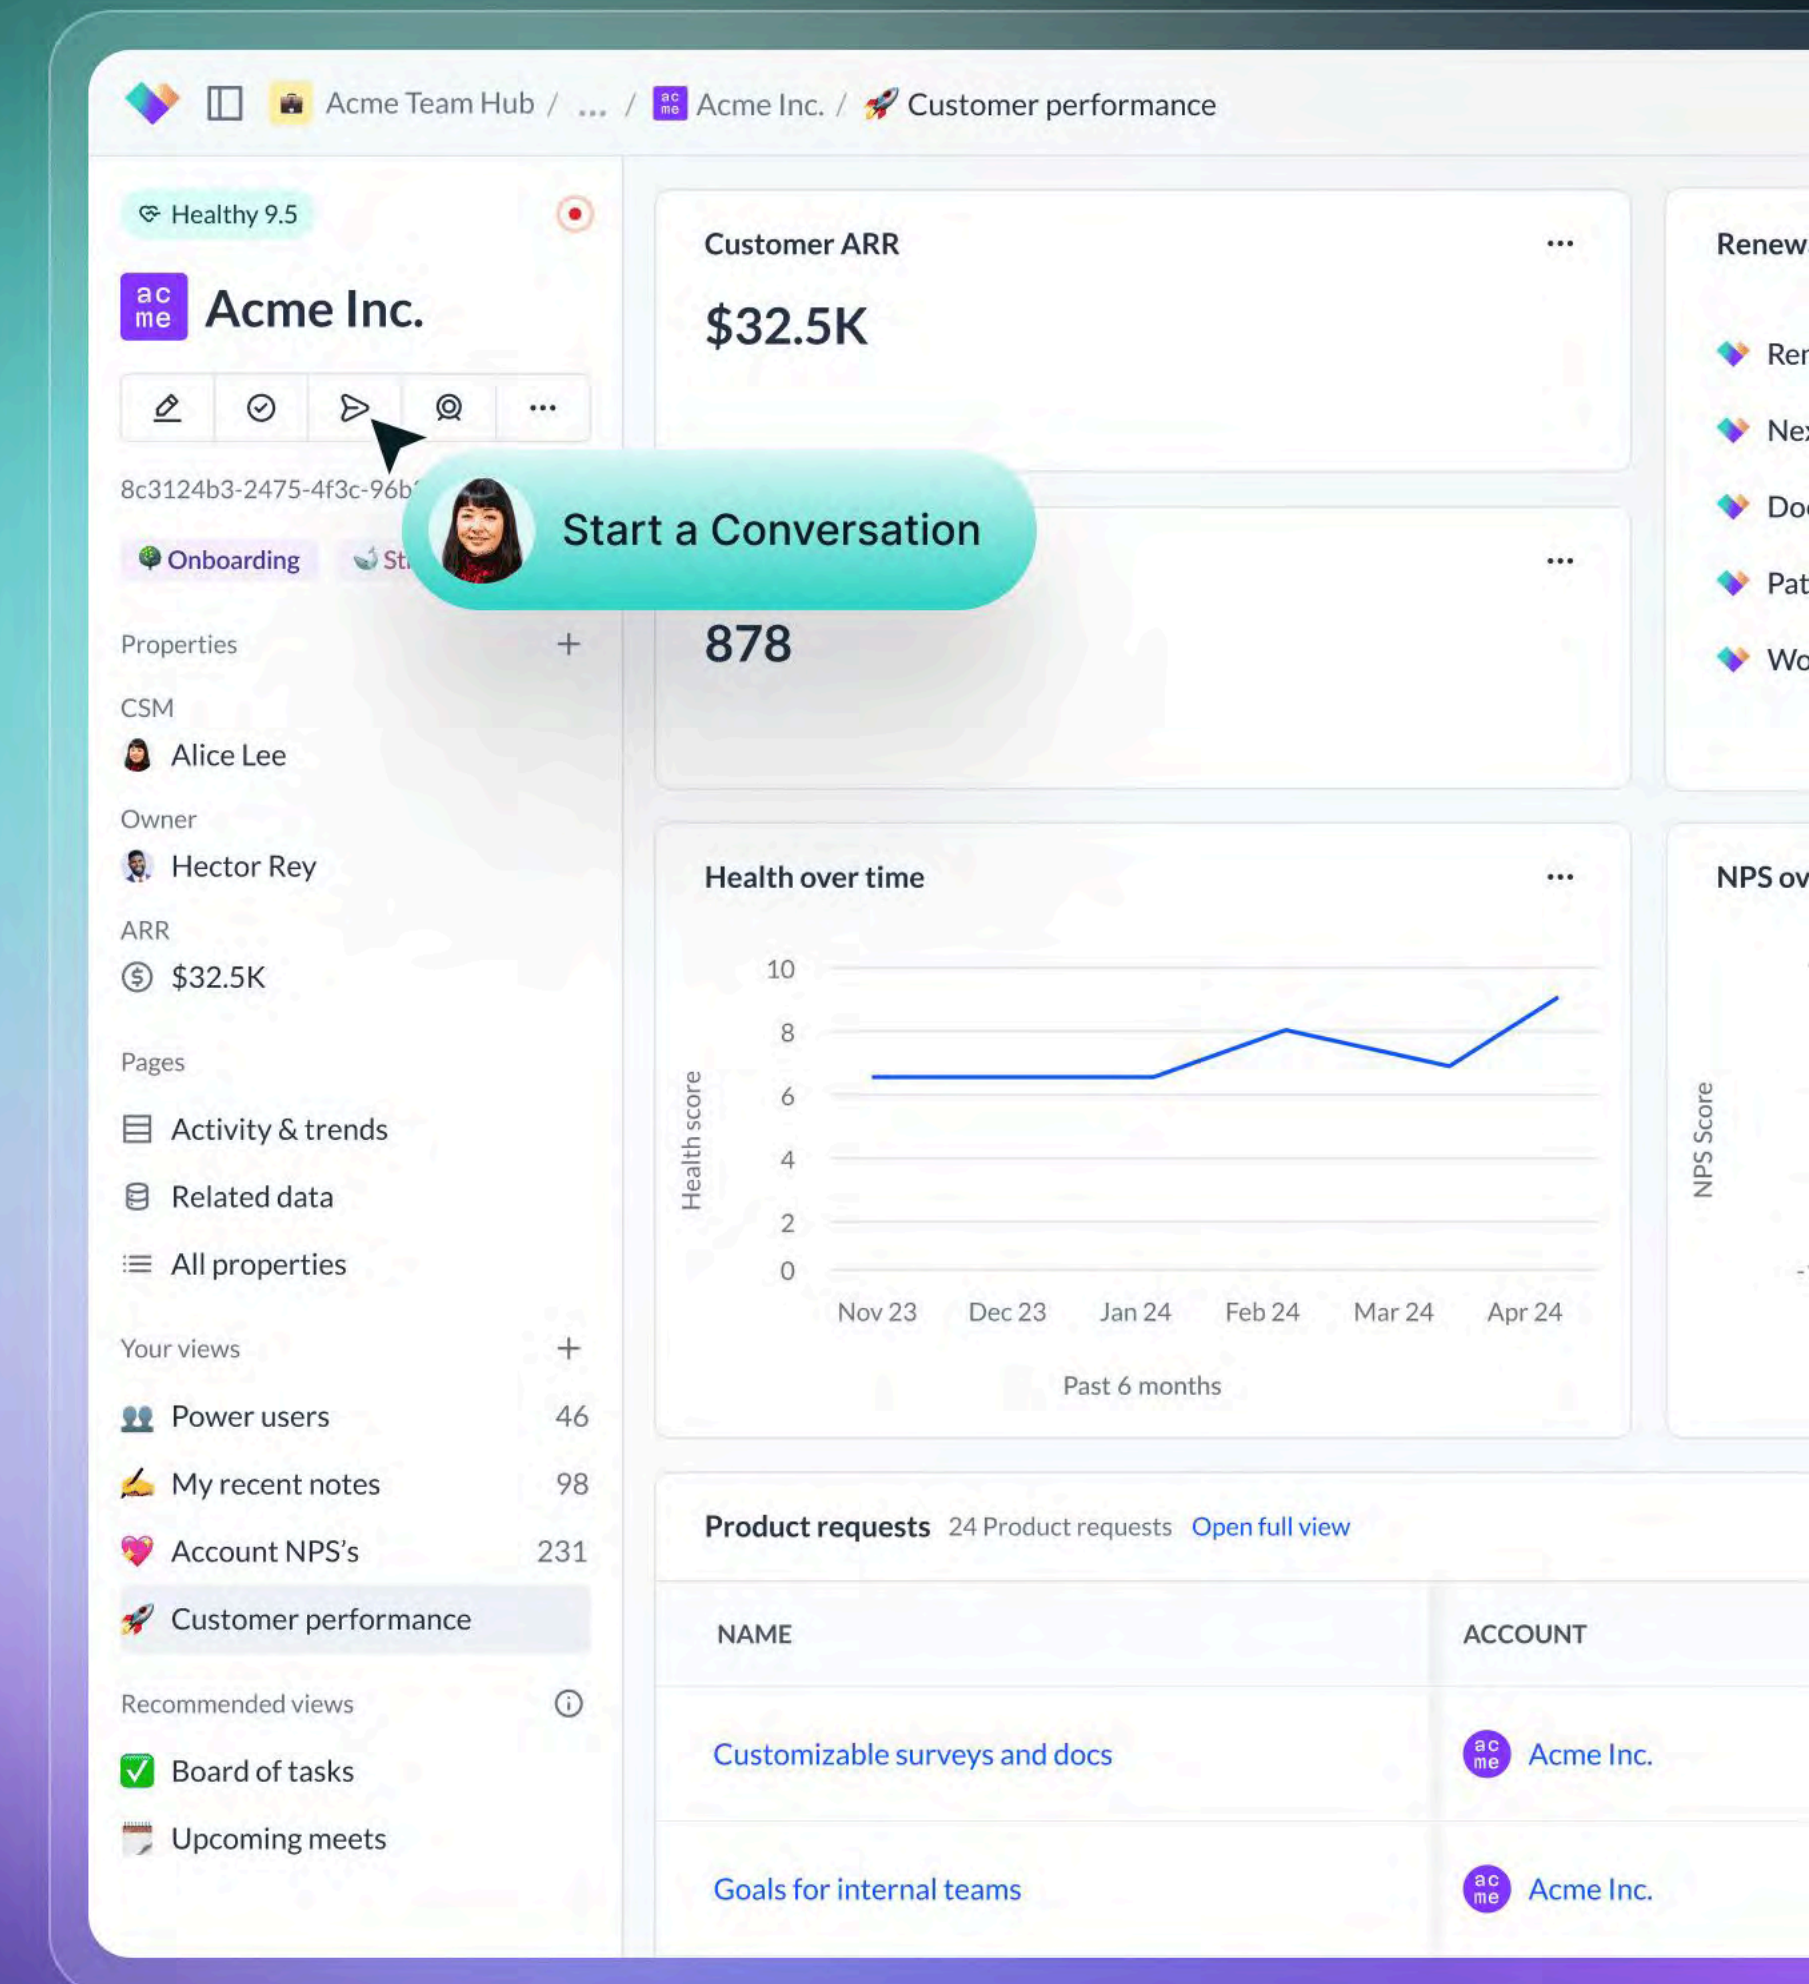 Acme Team Hub / ... / ac me Acme Inc. / Customer performance
Healthy 9.5
ac
me
Acme Inc.
8c3124b3-2475-4f3c-96b
Onboarding
Start a Conversation
Properties
CSM
Alice Lee
Owner
Hector Rey
ARR
$32.5K
Pages
Activity & trends
Related data
All properties
Your views
Power users 46
My recent notes 98
Account NPS's 231
Customer performance
Recommended views
Board of tasks
Upcoming meets
Customer ARR
$32.5K
878
Health over time
Health score
10
8
6
4
2
0
Nov 23 Dec 23 Jan 24 Feb 24 Mar 24 Apr 24
Past 6 months
NPS Score
Product requests 24 Product requests Open full view
NAME ACCOUNT
Customizable surveys and docs ac me Acme Inc.
Goals for internal teams ac me Acme Inc.